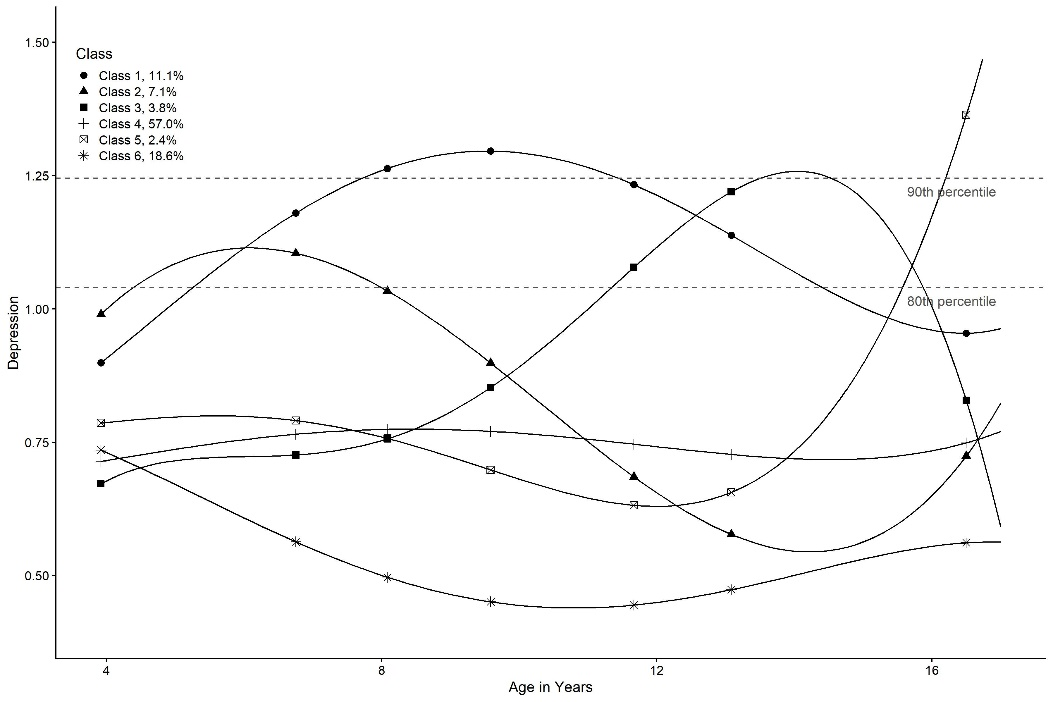 1.50
Class
Class 1, 11.1%
Class 2, 7.1%
Class 3, 3.8%
Class 4, 57.0%
Class 5, 2.4%
Class 6, 18.6%
1.25
90th percentile
1.00
80th percentile
Depression
0.75
0.50
4
8
12
16
Age in Years